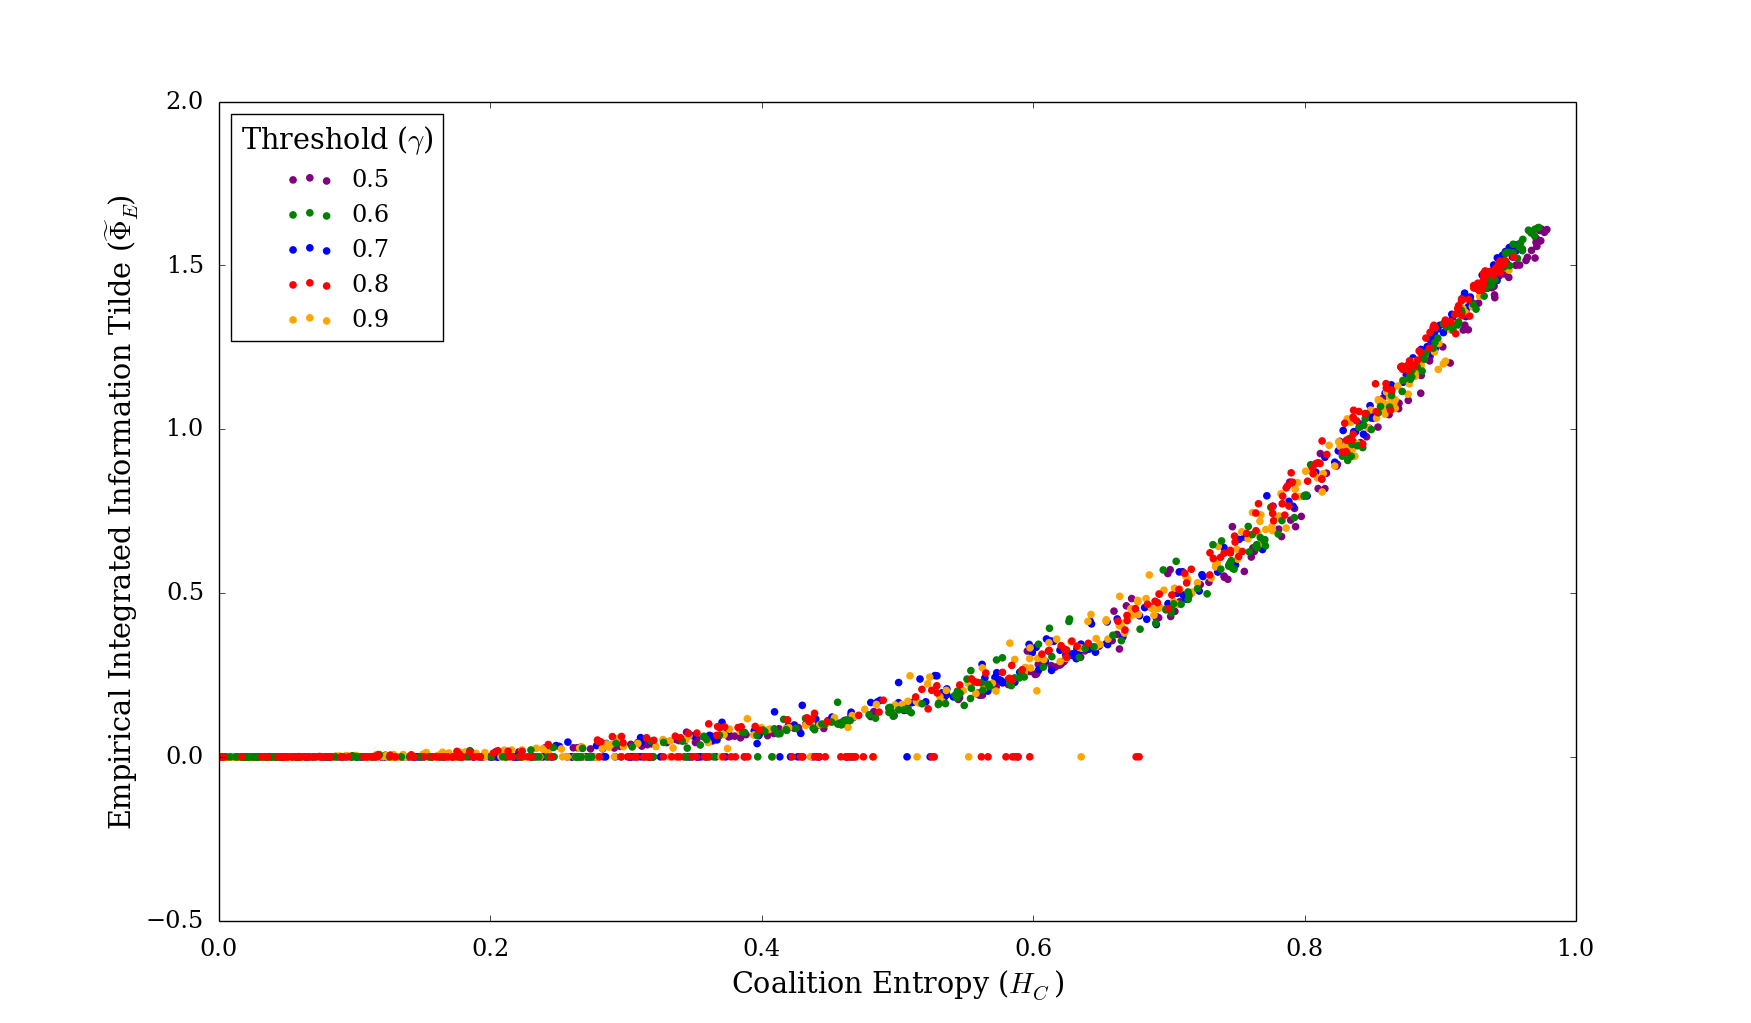 Threshold (γ)
0.5
0.6
0.7
0.8
0.9
2.0
1.5
1.0
0.5
0.0
−0.5
Empirical Integrated Information Tilde (Φ̃_E)
0.0 0.2 0.4 0.6 0.8 1.0
Coalition Entropy (H_C)